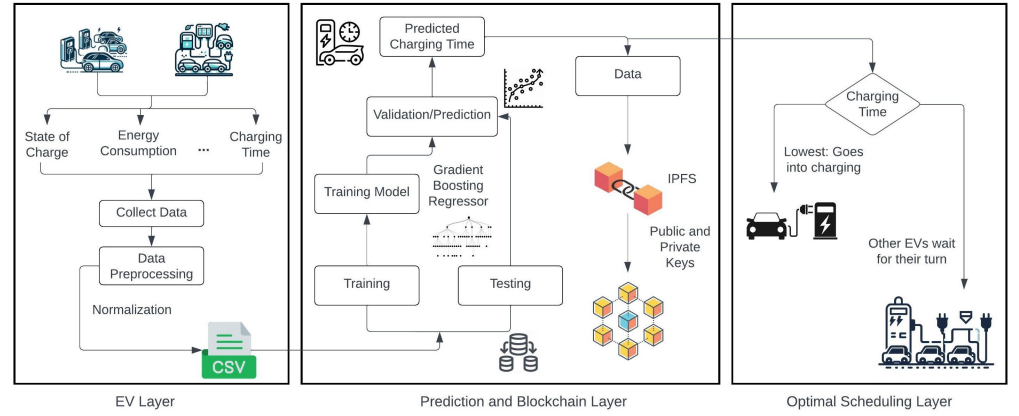 State of
Charge
Energy
Consumption
...
Charging
Time
Collect Data
Data
Preprocessing
Normalization
CSV
EV Layer
Predicted
Charging Time
Validation/Prediction
Training Model
Gradient
Boosting
Regressor
Training
Testing
Data
IPFS
Public and
Private
Keys
Prediction and Blockchain Layer
Charging
Time
Lowest: Goes
into charging
Other EVs wait
for their turn
Optimal Scheduling Layer